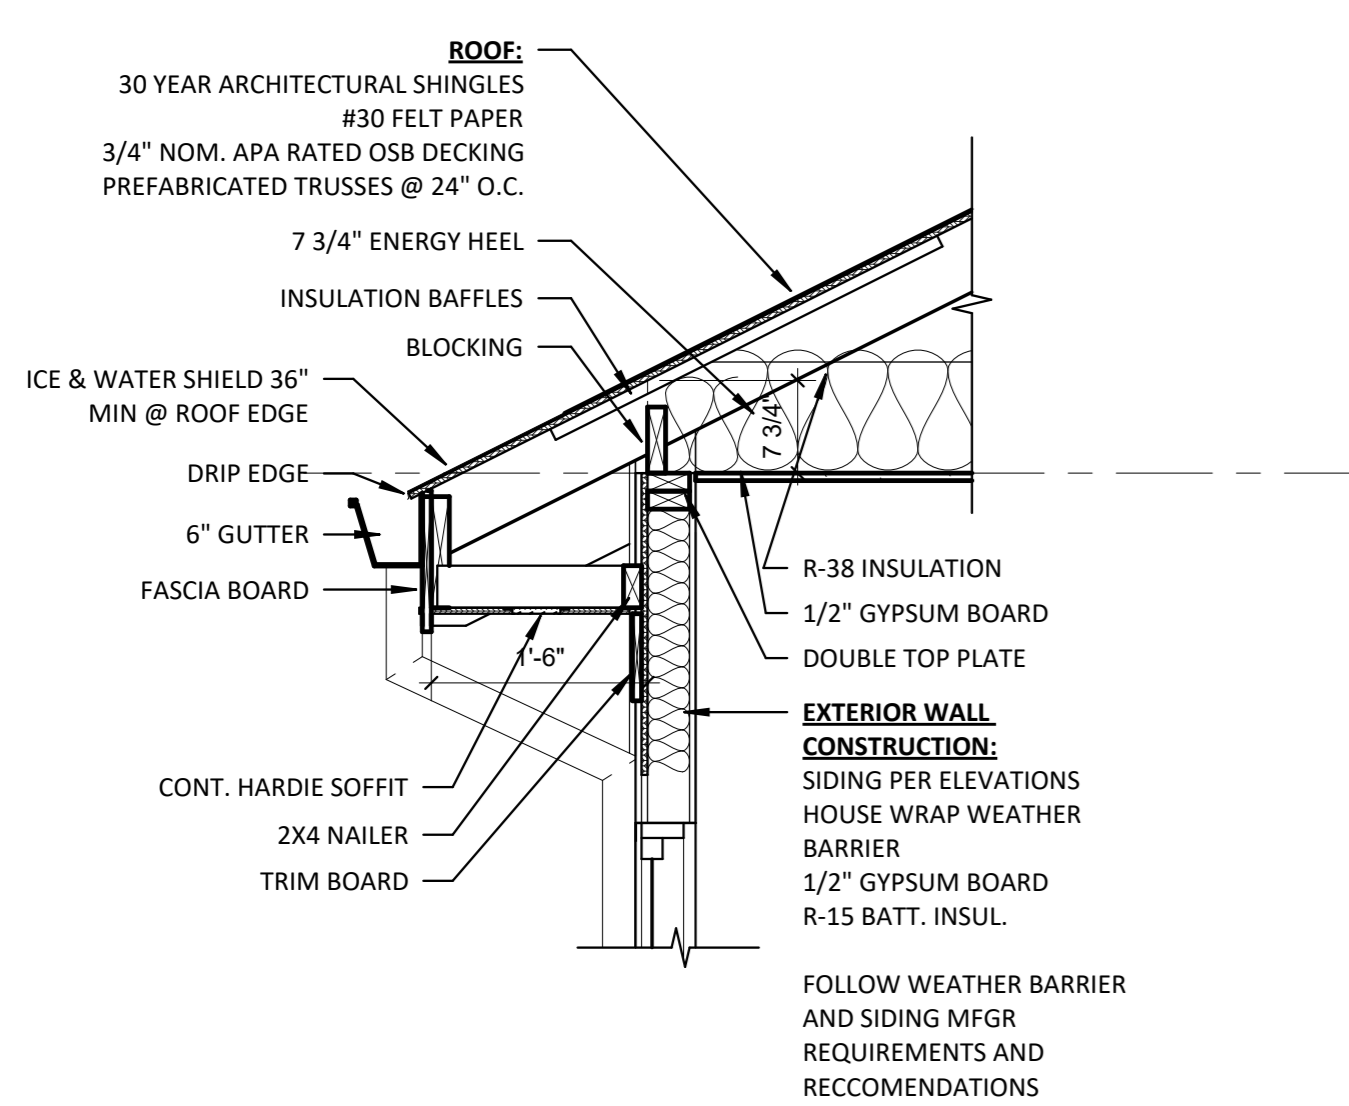 ROOF:
30 YEAR ARCHITECTURAL SHINGLES
#30 FELT PAPER
3/4" NOM. APA RATED OSB DECKING
PREFABRICATED TRUSSES @ 24" O.C.
7 3/4" ENERGY HEEL
INSULATION BAFFLES
BLOCKING
ICE & WATER SHIELD 36"
MIN @ ROOF EDGE
DRIP EDGE
6" GUTTER
FASCIA BOARD
7 3/4"
1'-6"
CONT. HARDIE SOFFIT
2X4 NAILER
TRIM BOARD
R-38 INSULATION
1/2" GYPSUM BOARD
DOUBLE TOP PLATE
EXTERIOR WALL
CONSTRUCTION:
SIDING PER ELEVATIONS
HOUSE WRAP WEATHER
BARRIER
1/2" GYPSUM BOARD
R-15 BATT. INSUL.
FOLLOW WEATHER BARRIER
AND SIDING MFGR
REQUIREMENTS AND
RECCOMENDATIONS